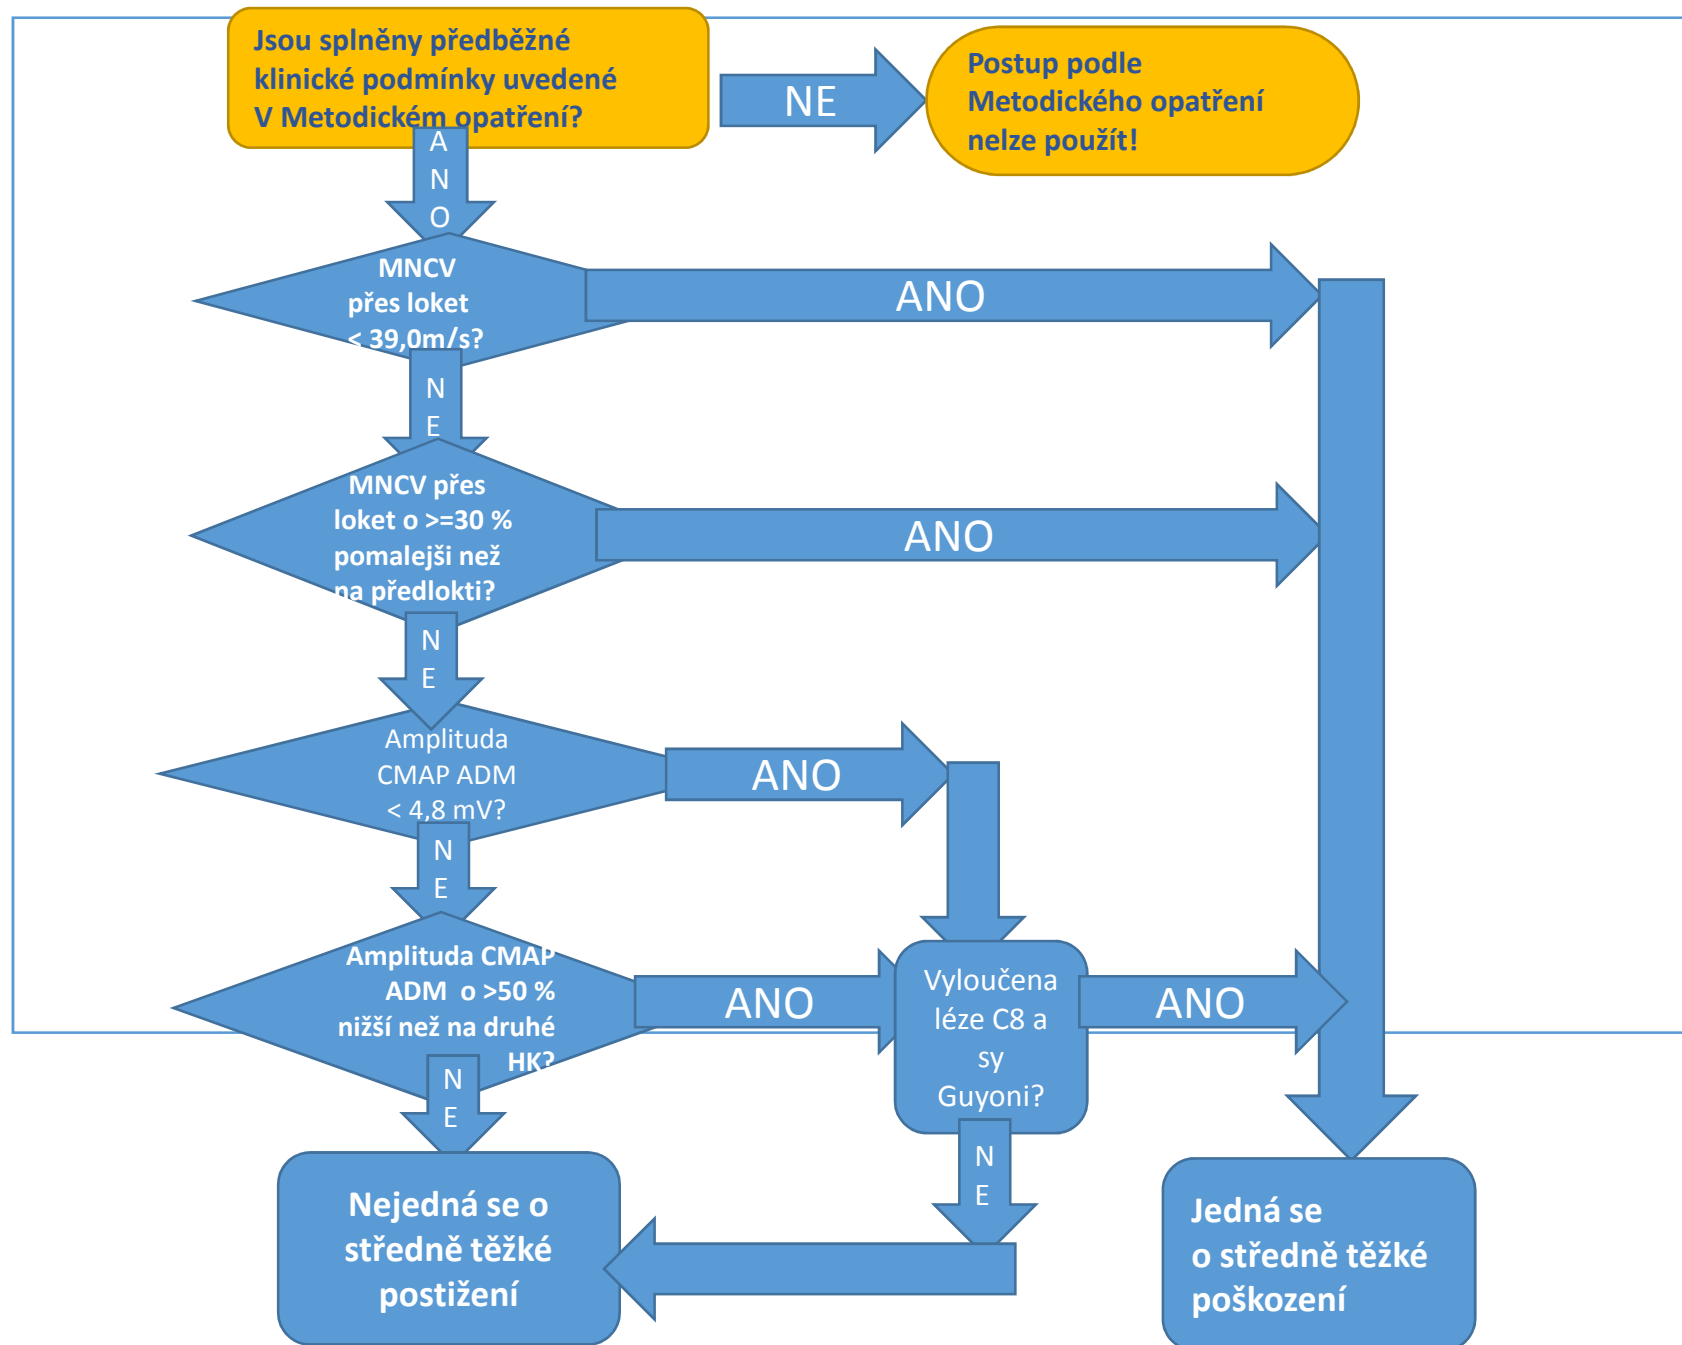 Jsou splněny předběžné
klinické podmínky uvedené
V Metodickém opatření?
NE
Postup podle
Metodického opatření
nelze použít!
A
N
O
MNCV
přes loket
< 39,0m/s?
ANO
N
E
MNCV přes
loket o >=30 %
pomalejši než
na předlokti?
ANO
N
E
Amplituda
CMAP ADM
< 4,8 mV?
ANO
N
E
Amplituda CMAP
ADM o >50 %
nižší než na druhé
HK?
ANO
Vyloučena
léze C8 a
sy
Guyoni?
ANO
N
E
N
E
Nejedná se o
středně těžké
postižení
Jedná se
o středně těžké
poškození